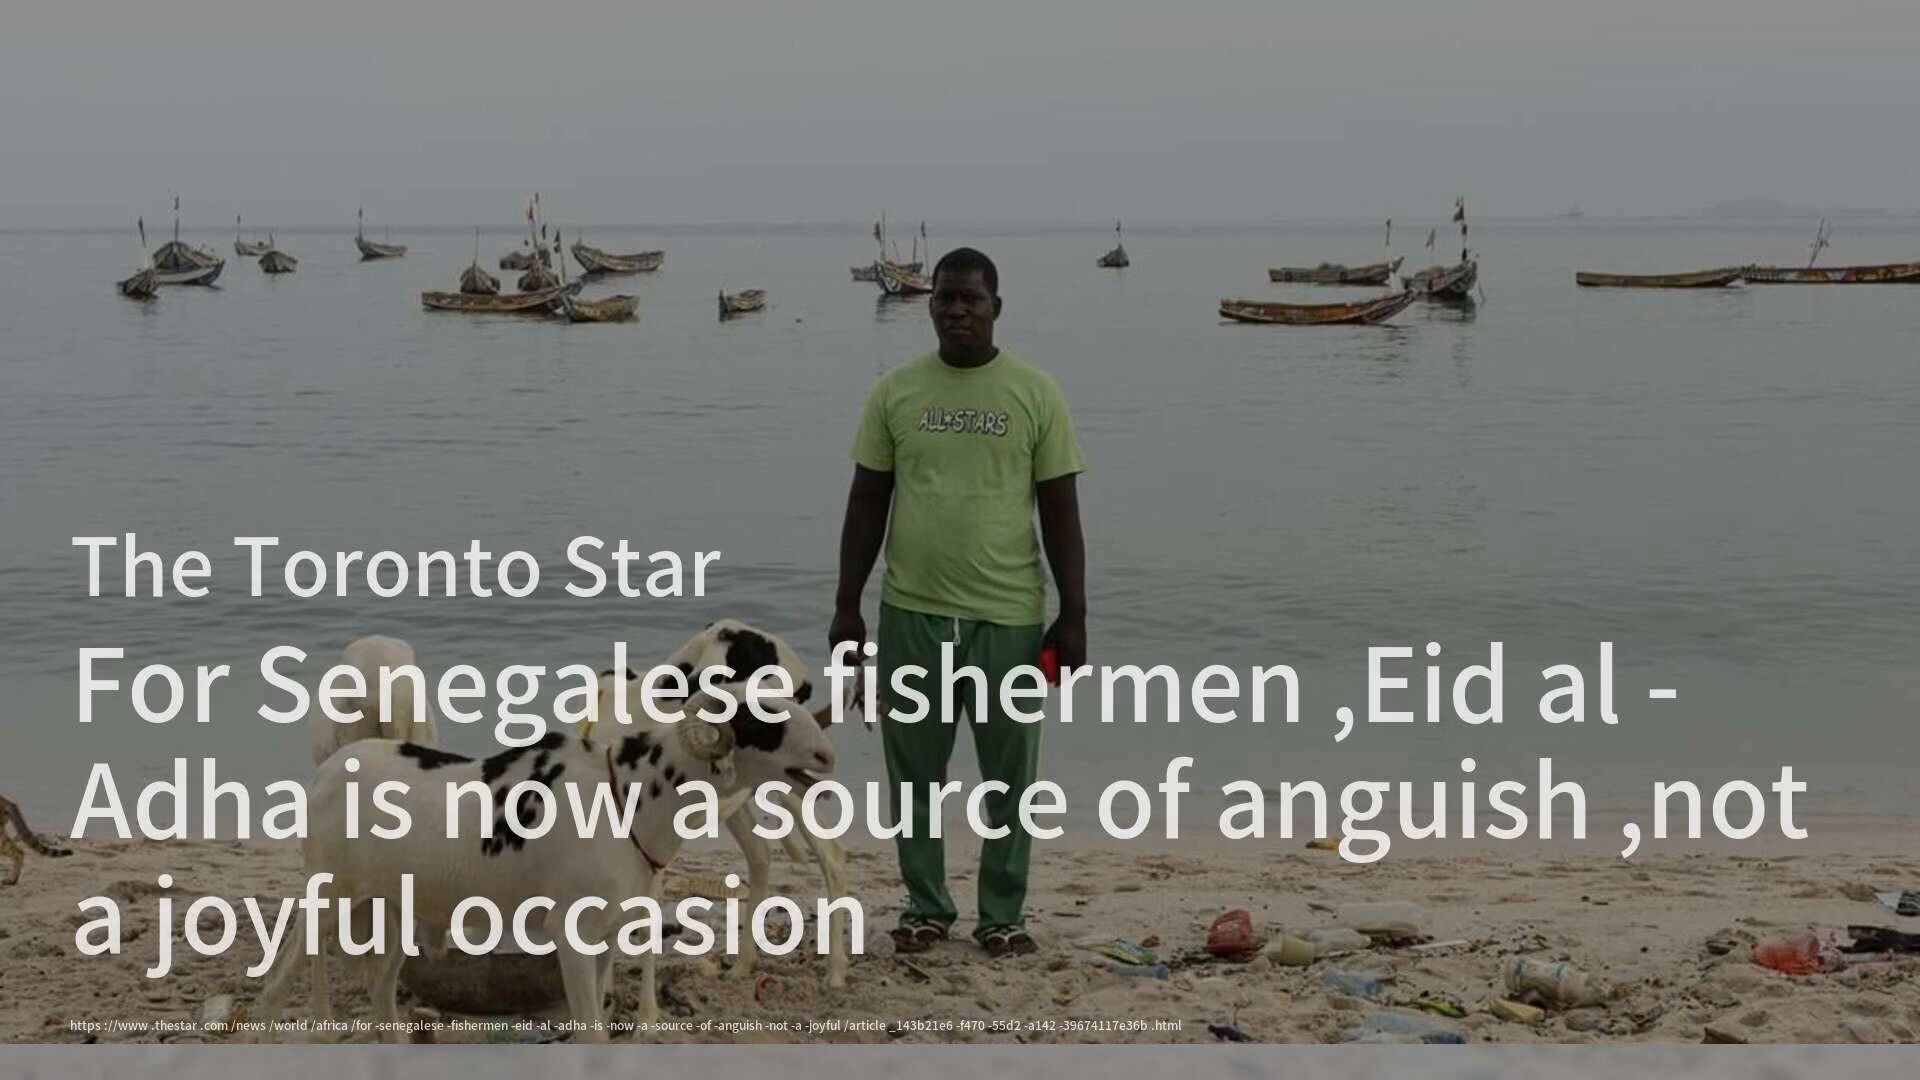 ALL★STARS
The Toronto Star
For Senegalese fishermen ,Eid al -
Adha is now a source of anguish ,not
a joyful occasion
https ://www .thestar .com /news /world /africa /for -senegalese -fishermen -eid -al -adha -is -now -a -source -of -anguish -not -a -joyful /article _143b21e6 -f470 -55d2 -a142 -39674117e36b .html